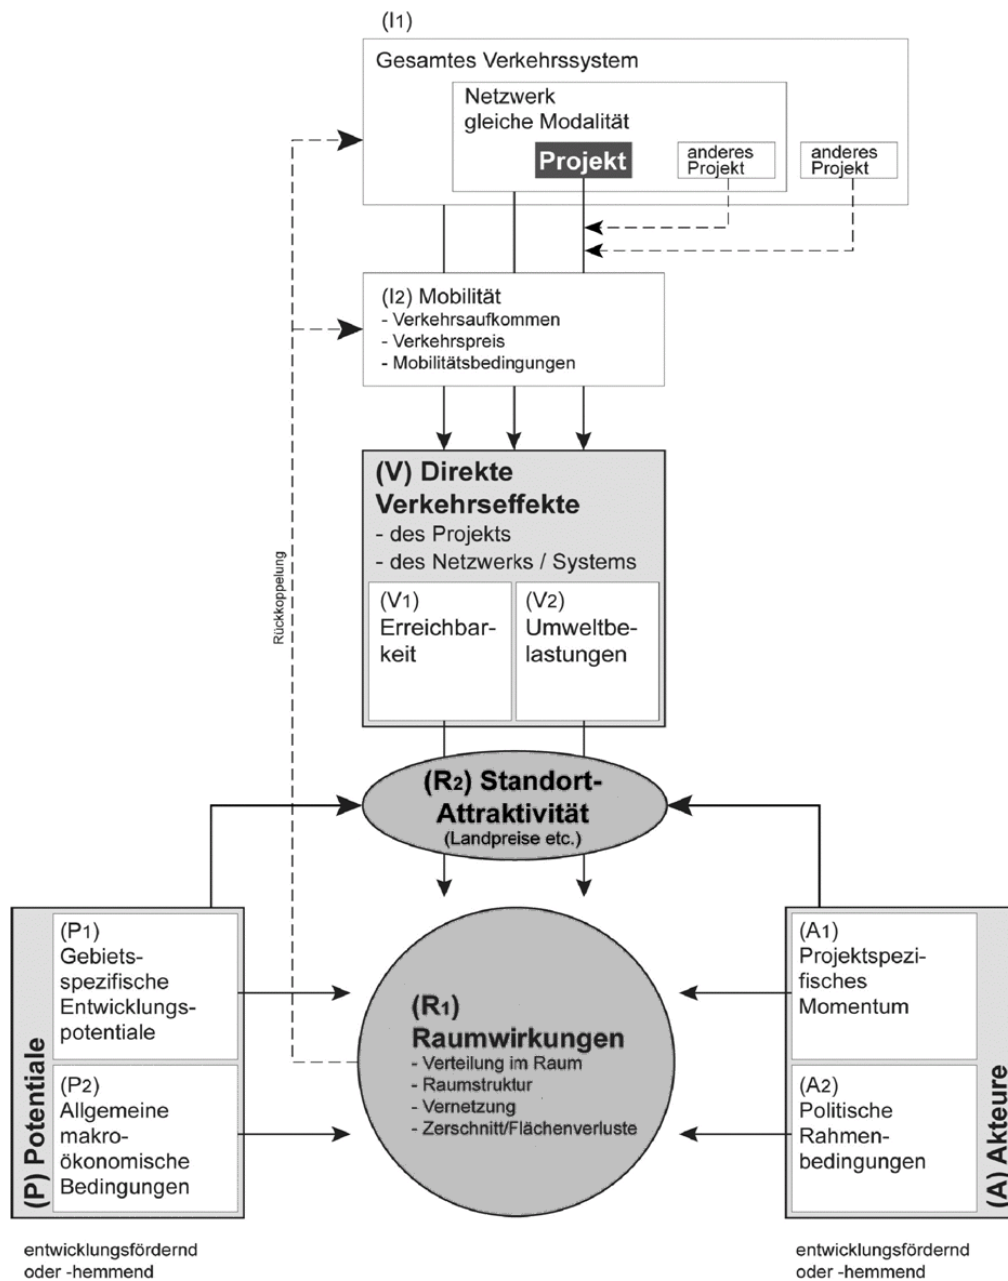 (I1)
Gesamtes Verkehrssystem
Netzwerk
gleiche Modalität
Projekt
anderes
Projekt
anderes
Projekt
(I2) Mobilität
- Verkehrsaufkommen
- Verkehrspreis
- Mobilitätsbedingungen
(V) Direkte
Verkehrseffekte
- des Projekts
- des Netzwerks / Systems
(V1)
Erreichbar-
keit
(V2)
Umweltbe-
lastungen
Rückkoppelung
(R2) Standort-
Attraktivität
(Landpreise etc.)
(P) Potentiale
(P1)
Gebiets-
spezifische
Entwicklungs-
potentiale
(P2)
Allgemeine
makro-
ökonomische
Bedingungen
(R1)
Raumwirkungen
- Verteilung im Raum
- Raumstruktur
- Vernetzung
- Zerschnitt/Flächenverluste
(A1)
Projektspezi-
fisches
Momentum
(A2)
Politische
Rahmen-
bedingungen
(A) Akteure
entwicklungsfördernd
oder -hemmend
entwicklungsfördernd
oder -hemmend